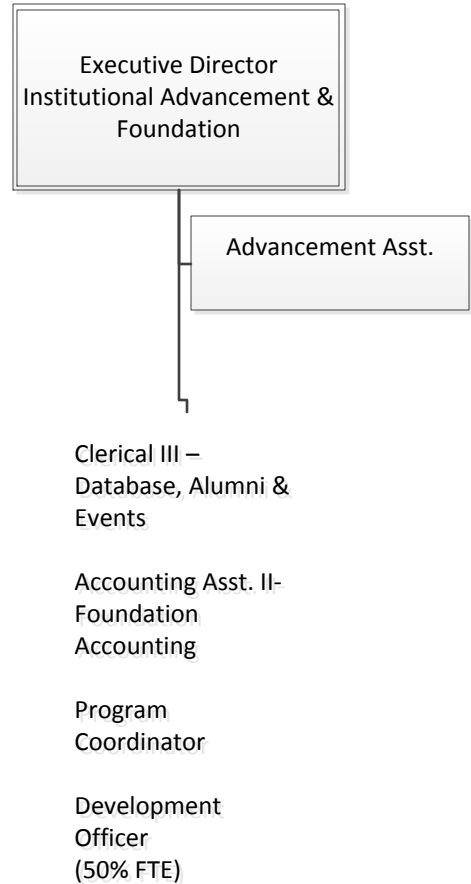 Executive Director
Institutional Advancement &
Foundation
Advancement Asst.
Clerical III –
Database, Alumni &
Events
Accounting Asst. II-
Foundation
Accounting
Program
Coordinator
Development
Officer
(50% FTE)